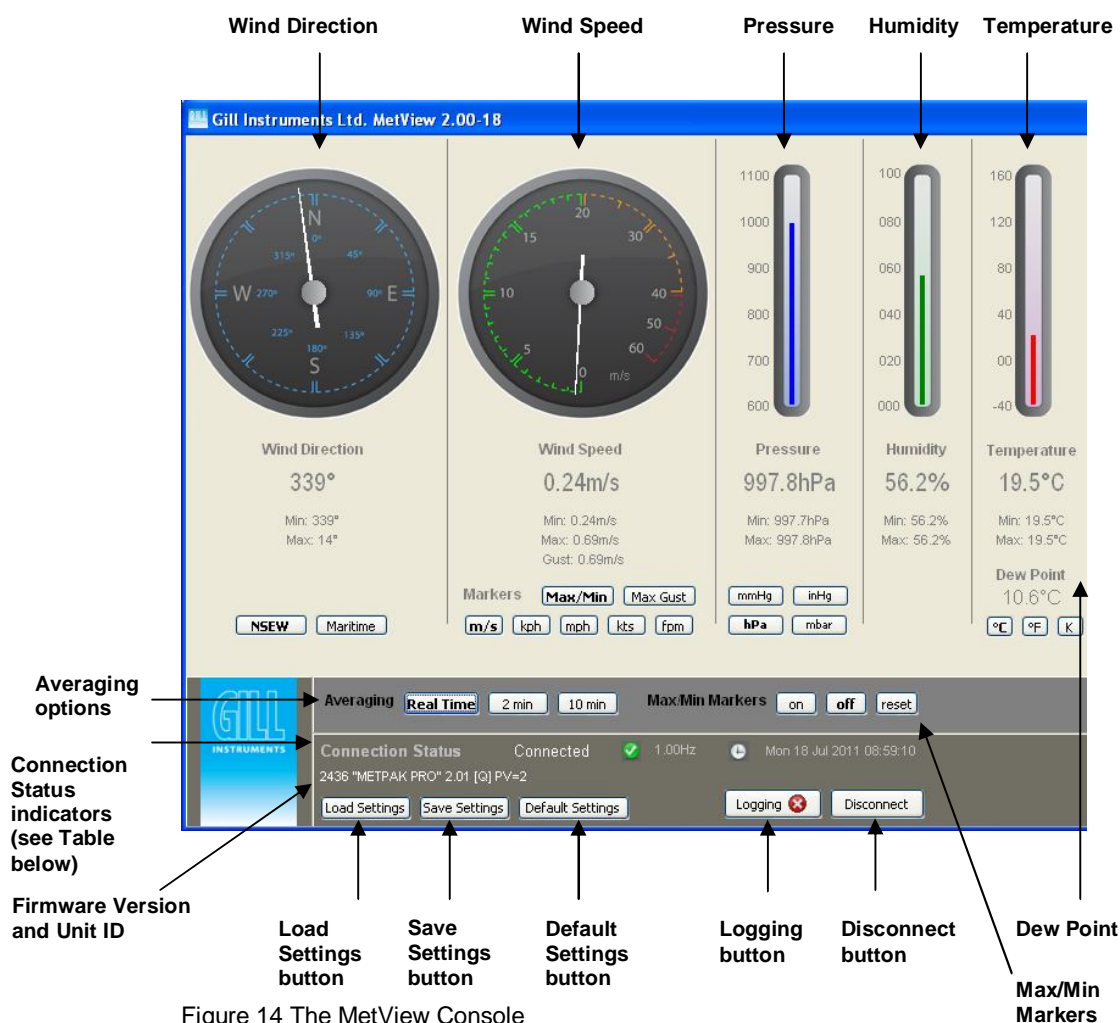 Wind Direction Wind Speed Pressure Humidity Temperature
GILL Gill Instruments Ltd. MetView 2.00-18
N
0°
45°
90° E
135°
180°
S
225°
W 270°
315°
0
5
10
15
20
30
40
50
60
m/s
1100
1000
900
800
700
600
100
080
060
040
020
000
160
120
80
40
00
-40
Wind Direction
339°
Min: 339°
Max: 14°
NSEW Maritime
Wind Speed
0.24m/s
Min: 0.24m/s
Max: 0.69m/s
Gust: 0.69m/s
Markers Max/Min Max Gust
m/s kph mph kts fpm
Pressure
997.8hPa
Min: 997.7hPa
Max: 997.8hPa
mmHg inHg
hPa mbar
Humidity
56.2%
Min: 56.2%
Max: 56.2%
Temperature
19.5°C
Min: 19.5°C
Max: 19.5°C
Dew Point
10.6°C
°C °F K
Averaging
options
Connection
Status
indicators
(see Table
below)
Firmware Version
and Unit ID
GILL
INSTRUMENTS
Averaging Real Time 2 min 10 min Max/Min Markers on off reset
Connection Status Connected 1.00Hz Mon 18 Jul 2011 08:59:10
2436 "METPAK PRO" 2.01 [Q] PV=2
Load Settings Save Settings Default Settings Logging Disconnect
Load
Settings
button
Save
Settings
button
Default
Settings
button
Logging
button
Disconnect
button
Dew Point
Max/Min
Markers
Figure 14 The MetView Console